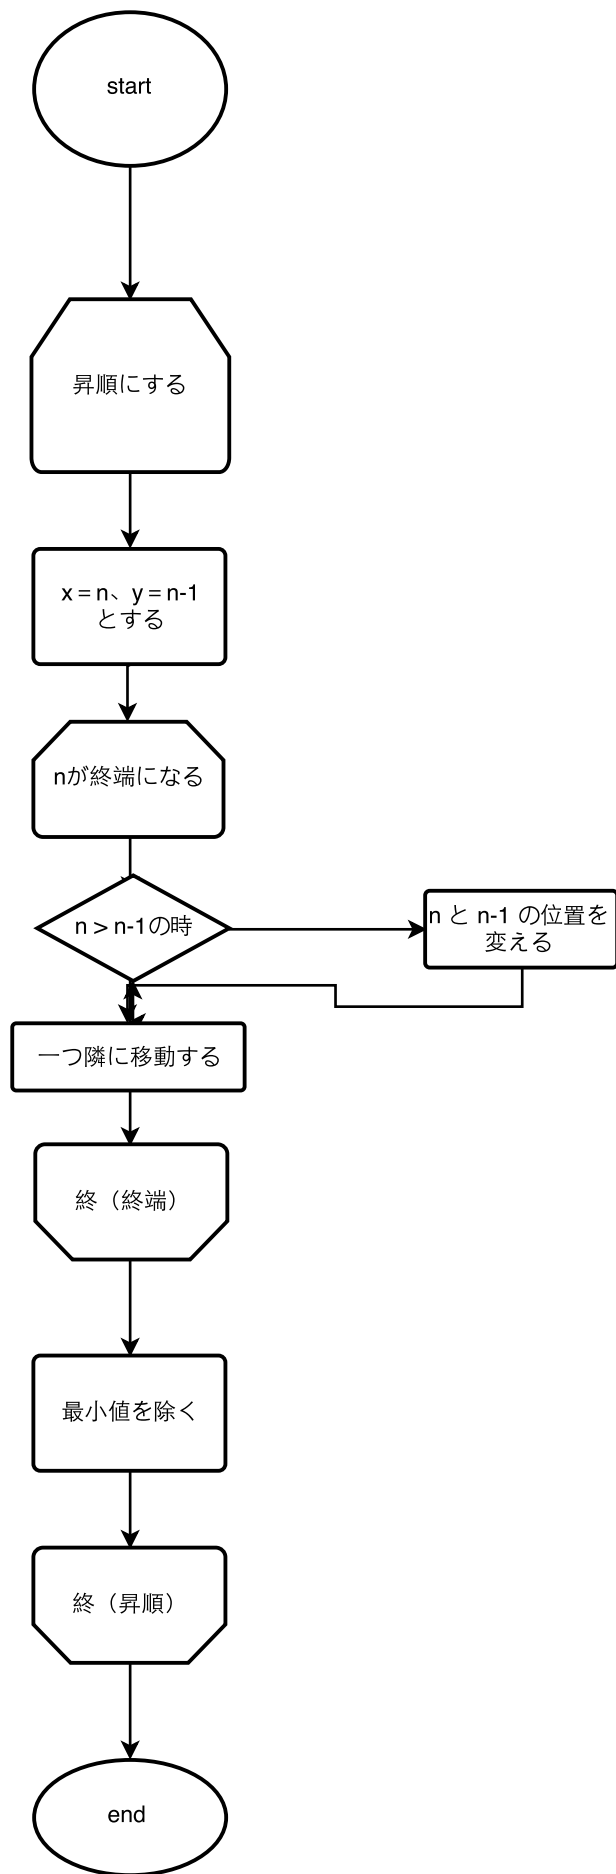 start
昇順にする
x = n、y = n-1
とする
nが終端になる
n > n-1の時
n と n-1 の位置を
変える
一つ隣に移動する
終（終端）
最小値を除く
終（昇順）
end